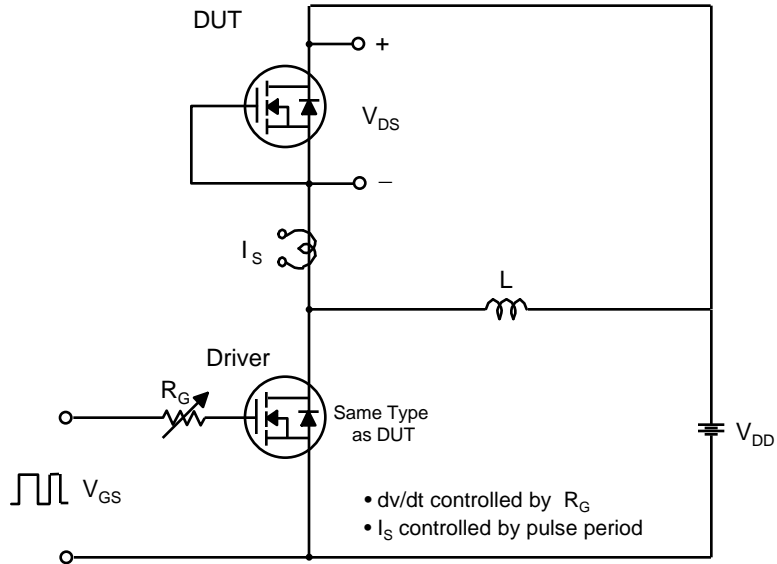 DUT
+
V_DS
−
I_S
L
Driver
R_G
Same Type
as DUT
V_DD
V_GS
• dv/dt controlled by R_G
• I_S controlled by pulse period